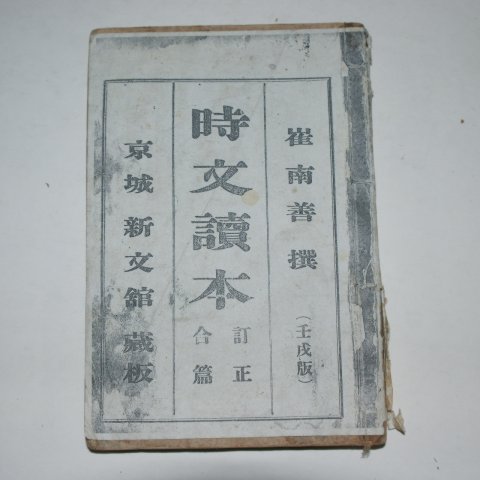 崔南善撰
(壬戌版)
時文讀本
訂正
合篇
京城新文館藏板